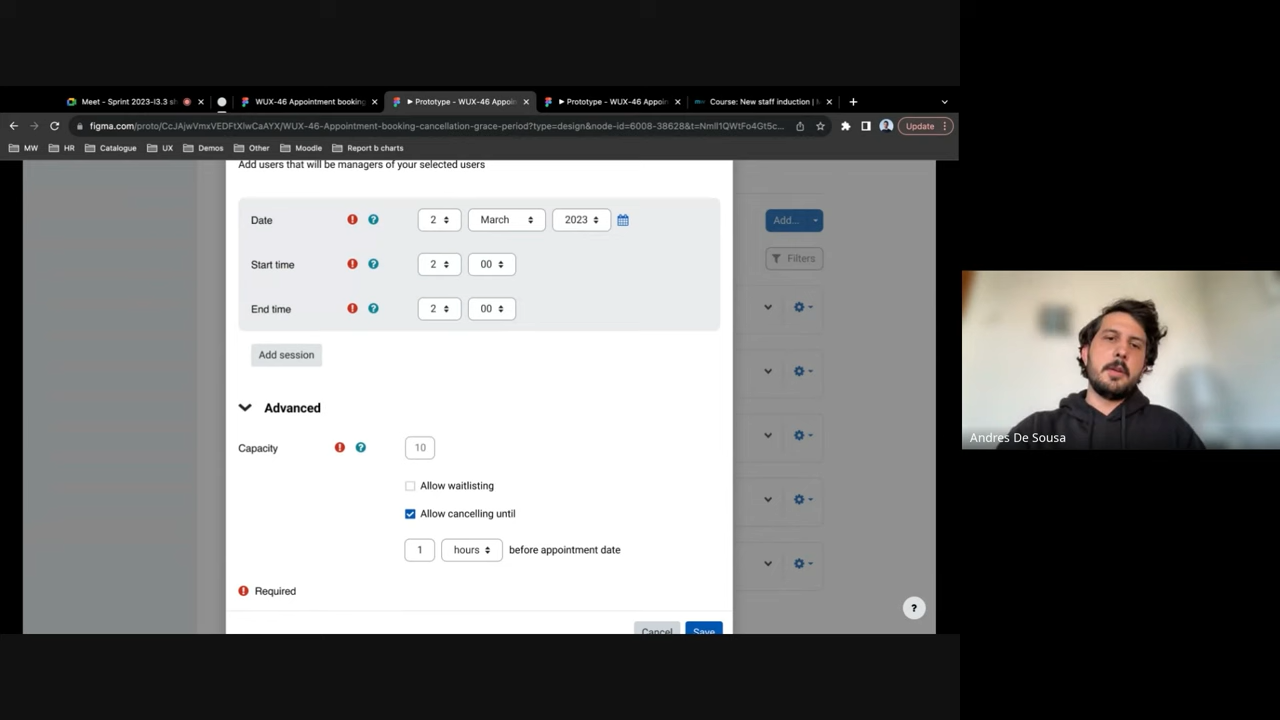 Meet - Sprint 2023-I3.3 s
WUX-46 Appointment booking
Prototype - WUX-46 Appoi
Prototype - WUX-46 Appoin
Course: New staff induction | M
figma.com/proto/CcJAjwVmxVEDFtXlwCaAYX/WUX-46-Appointment-booking-cancellation-grace-period?type=design&node-id=6008-38628&t=Nmll1QWtFo4Gt5c...
Update
MW HR Catalogue UX Demos Other Moodle Report b charts
Add users that will be managers of your selected users
Date ! ? 2 March 2023
Add...
Start time ! ? 2 00
Filters
End time ! ? 2 00
Add session
Advanced
Capacity ! ? 10
Allow waitlisting
Allow cancelling until
1 hours before appointment date
! Required
?
Cancel Save
Andres De Sousa